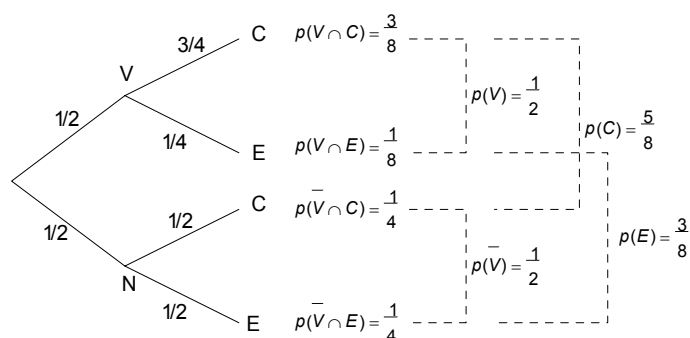 3/4 C p(V ∩ C) = 3/8
V
1/2 p(V) = 1/2
1/4 E p(V ∩ E) = 1/8
p(C) = 5/8
1/2 C p(V̅ ∩ C) = 1/4
1/2 p(V̅) = 1/2 p(E) = 3/8
N
1/2 E p(V̅ ∩ E) = 1/4